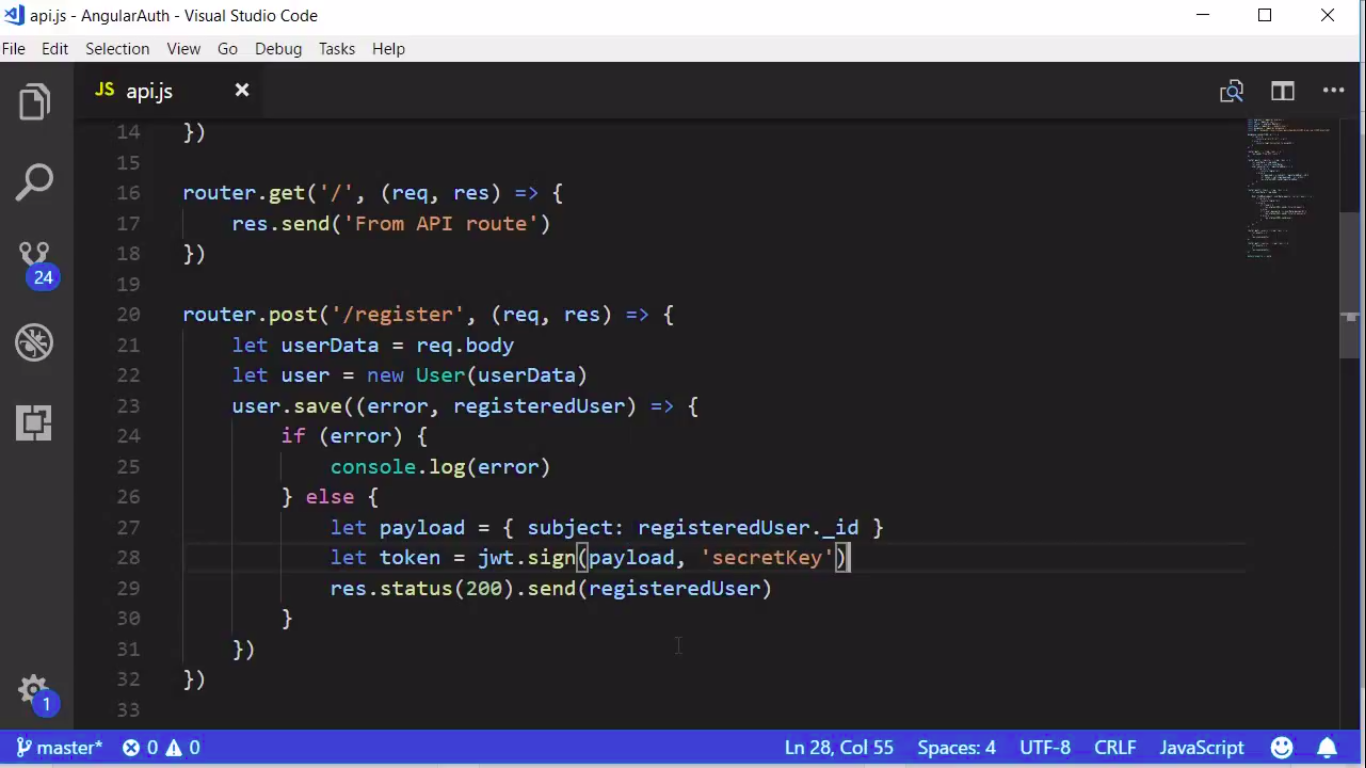 api.js - AngularAuth - Visual Studio Code
File Edit Selection View Go Debug Tasks Help
JS api.js
14 })
15
16 router.get('/', (req, res) => {
17     res.send('From API route')
18 })
19
20 router.post('/register', (req, res) => {
21     let userData = req.body
22     let user = new User(userData)
23     user.save((error, registeredUser) => {
24         if (error) {
25             console.log(error)
26         } else {
27             let payload = { subject: registeredUser._id }
28             let token = jwt.sign(payload, 'secretKey')
29             res.status(200).send(registeredUser)
30         }
31     })
32 })
33
24
1
master* 0 0 Ln 28, Col 55 Spaces: 4 UTF-8 CRLF JavaScript